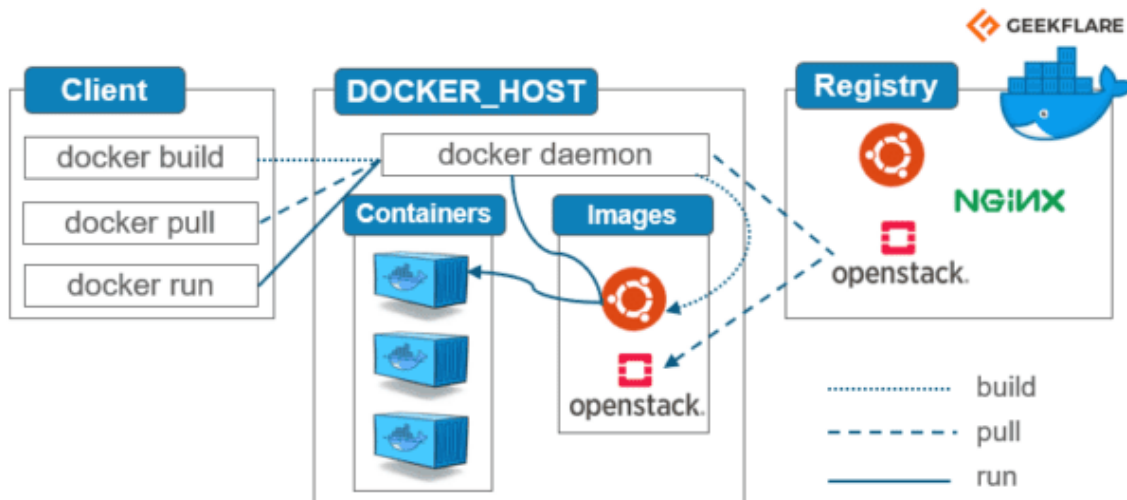 GEEKFLARE
Client
DOCKER_HOST
Registry
docker build
docker pull
docker run
docker daemon
Containers
Images
openstack.
NGiNX
openstack.
build
pull
run